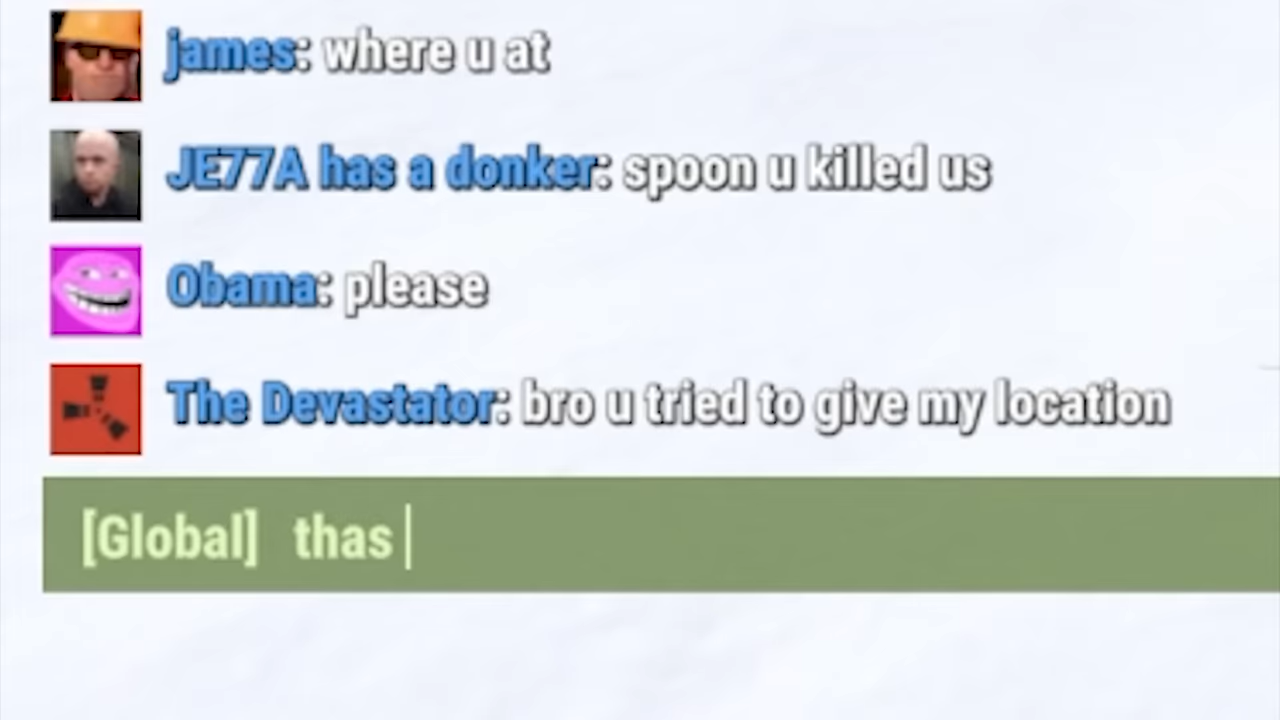 james: where u at
JE77A has a donker: spoon u killed us
Obama: please
The Devastator: bro u tried to give my location
[Global] thas